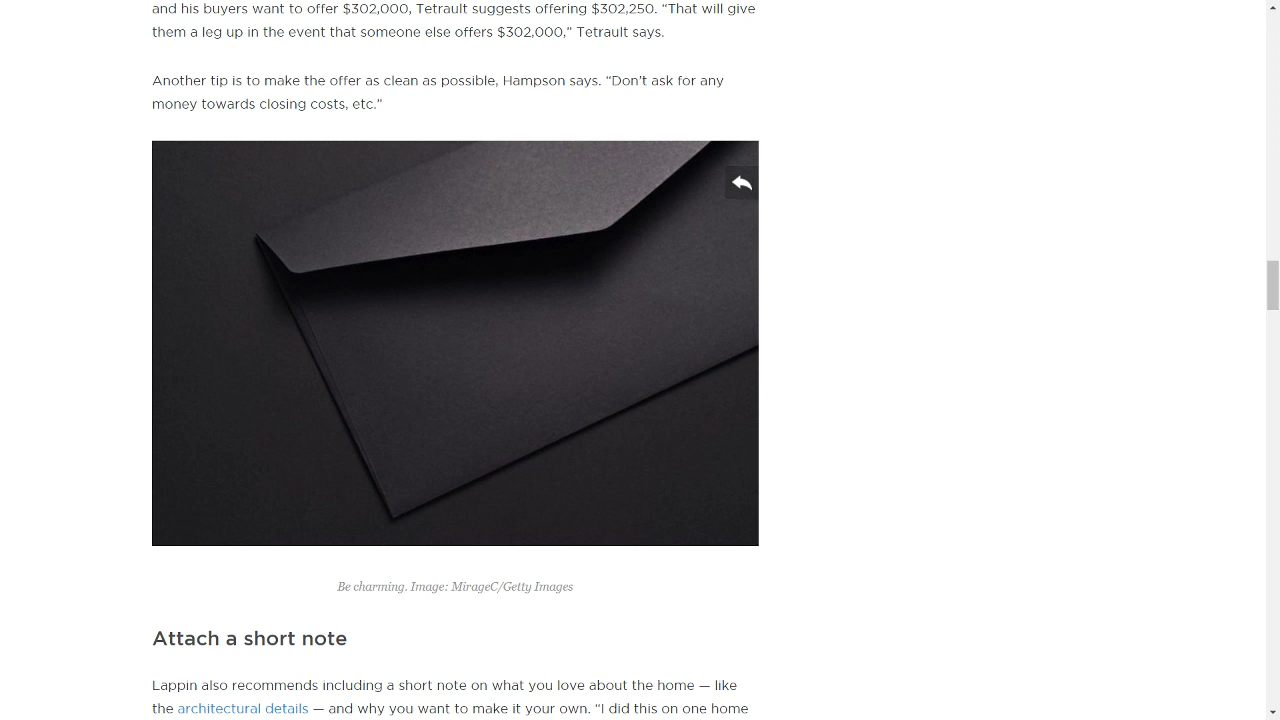 and his buyers want to offer $302,000, Tetrault suggests offering $302,250. “That will give
them a leg up in the event that someone else offers $302,000,” Tetrault says.
Another tip is to make the offer as clean as possible, Hampson says. “Don’t ask for any
money towards closing costs, etc.”
Be charming. Image: MirageC/Getty Images
Attach a short note
Lappin also recommends including a short note on what you love about the home — like
the architectural details — and why you want to make it your own. “I did this on one home